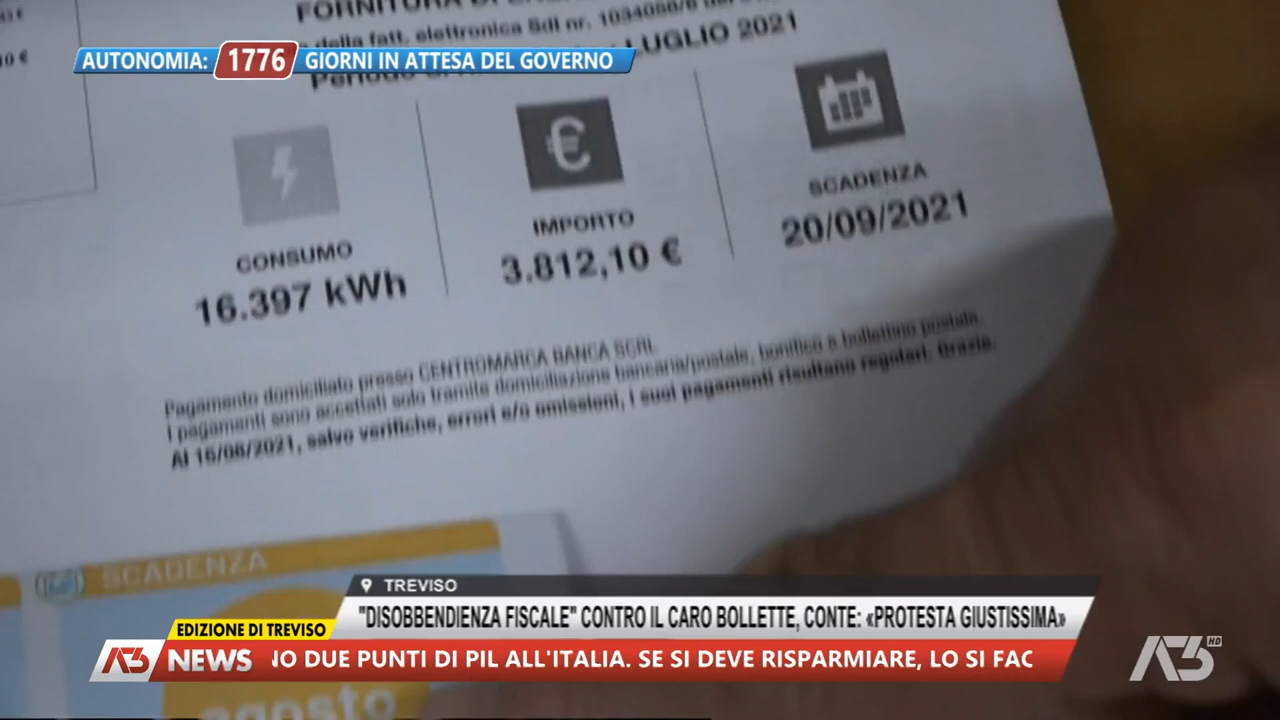 FORNITURA DI
della fatt. elettronica SdI nr.
LUGLIO 2021
AUTONOMIA: 1776 GIORNI IN ATTESA DEL GOVERNO
CONSUMO
16.397 kWh
IMPORTO
3.812,10 €
SCADENZA
20/09/2021
Pagamento domiciliato presso CENTROMARCA BANCA SCRL
I pagamenti sono accettati solo tramite domiciliazione bancaria/postale, bonifico e bollettino postale.
Al 16/08/2021, salvo verifiche, errori e/o omissioni, i suoi pagamenti risultano regolari. Grazie.
SCADENZA
agosto
TREVISO
"DISOBBENDIENZA FISCALE" CONTRO IL CARO BOLLETTE, CONTE: «PROTESTA GIUSTISSIMA»
EDIZIONE DI TREVISO
A3 NEWS NO DUE PUNTI DI PIL ALL'ITALIA. SE SI DEVE RISPARMIARE, LO SI FAC
A3 HD